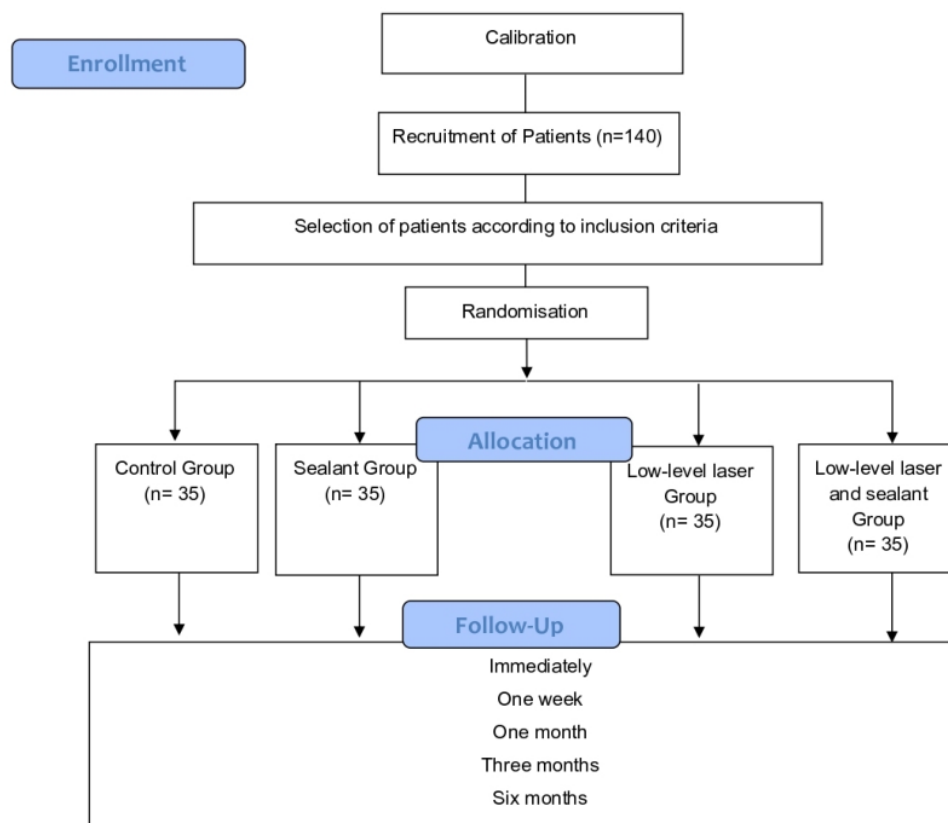 Calibration
Enrollment
Recruitment of Patients (n=140)
Selection of patients according to inclusion criteria
Randomisation
Allocation
Control Group
(n= 35)
Sealant Group
(n= 35)
Low-level laser
Group
(n= 35)
Low-level laser
and sealant
Group
(n= 35)
Follow-Up
Immediately
One week
One month
Three months
Six months